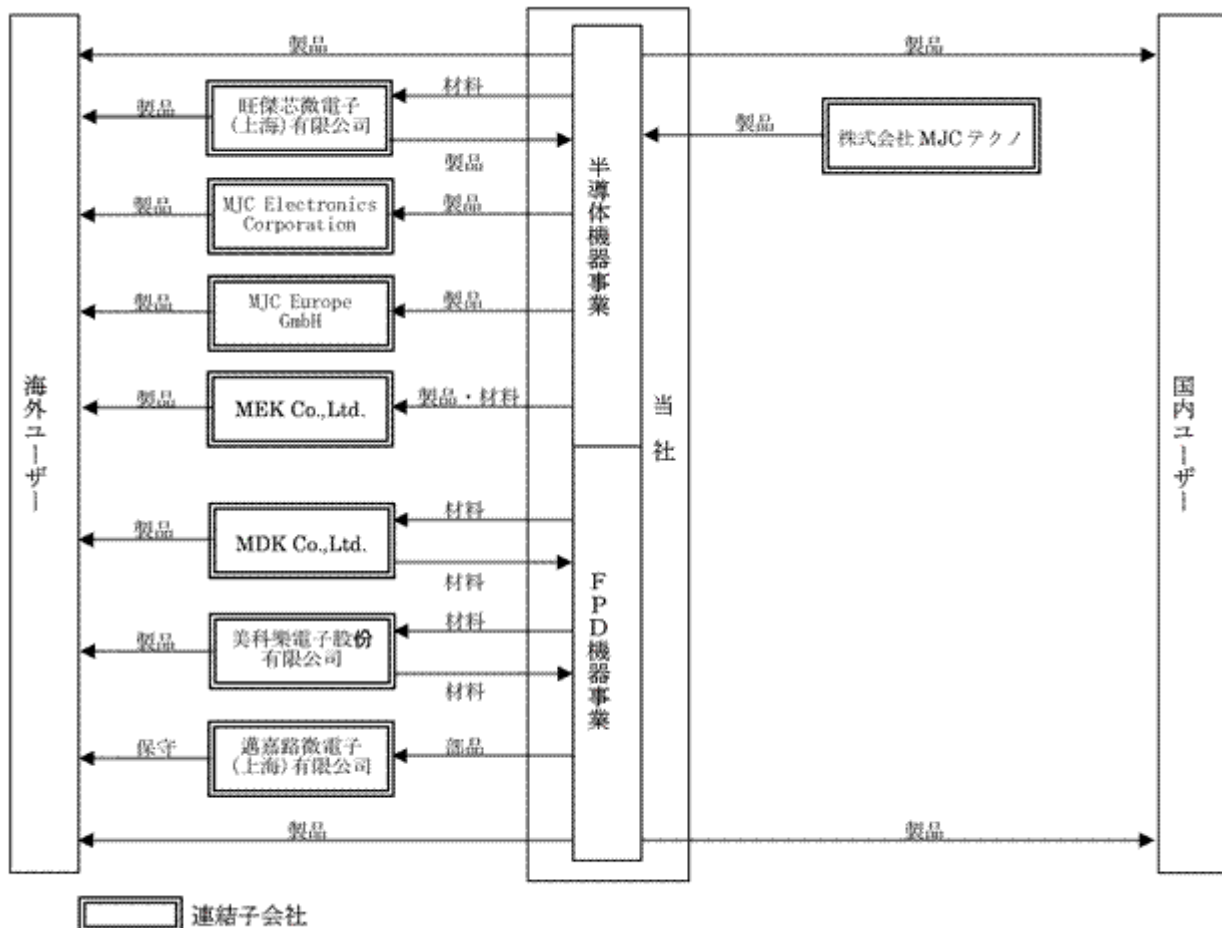 製品
製品
材料
旺傑芯微電子
(上海)有限公司
製品
製品
製品
株式会社 MJC テクノ
MJC Electronics
Corporation
製品
製品
MJC Europe
GmbH
製品
製品
MEK Co.,Ltd.
製品
製品・材料
半導体機器事業
当社
海外ユーザー
国内ユーザー
MDK Co.,Ltd.
製品
材料
材料
美科樂電子股份
有限公司
製品
材料
材料
FPD機器事業
邁嘉路微電子
(上海)有限公司
保守
部品
製品
製品
連結子会社